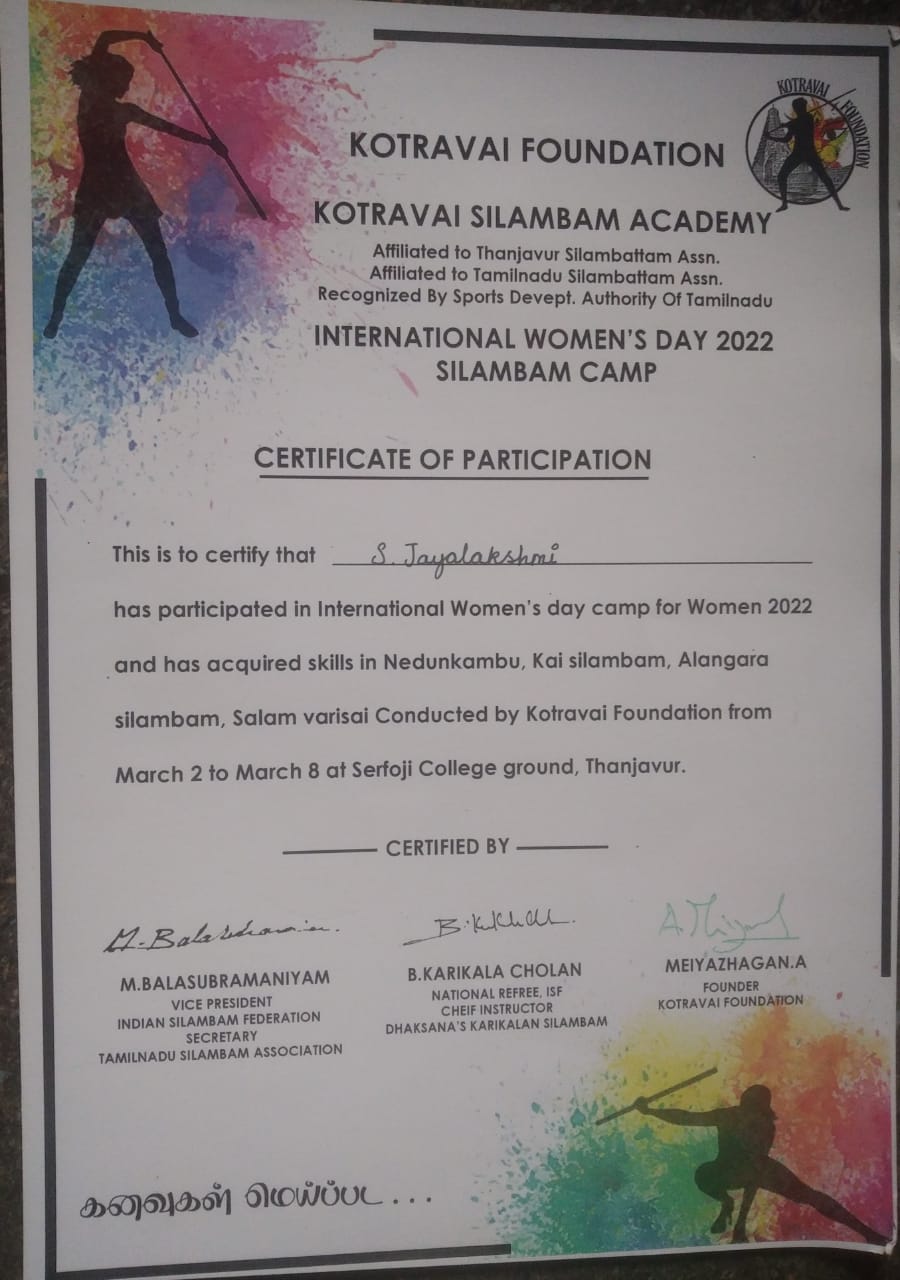 KOTRAVAI FOUNDATION
KOTRAVAI FOUNDATION
KOTRAVAI SILAMBAM ACADEMY
Affiliated to Thanjavur Silambattam Assn.
Affiliated to Tamilnadu Silambattam Assn.
Recognized By Sports Devept. Authority Of Tamilnadu
INTERNATIONAL WOMEN'S DAY 2022
SILAMBAM CAMP
CERTIFICATE OF PARTICIPATION
This is to certify that S. Jayalakshmi
has participated in International Women's day camp for Women 2022
and has acquired skills in Nedunkambu, Kai silambam, Alangara
silambam, Salam varisai Conducted by Kotravai Foundation from
March 2 to March 8 at Serfoji College ground, Thanjavur.
CERTIFIED BY
M.BALASUBRAMANIYAM
VICE PRESIDENT
INDIAN SILAMBAM FEDERATION
SECRETARY
TAMILNADU SILAMBAM ASSOCIATION
B.KARIKALA CHOLAN
NATIONAL REFREE, ISF
CHEIF INSTRUCTOR
DHAKSANA'S KARIKALAN SILAMBAM
MEIYAZHAGAN.A
FOUNDER
KOTRAVAI FOUNDATION
கனவுகள் மெய்ப்பட...